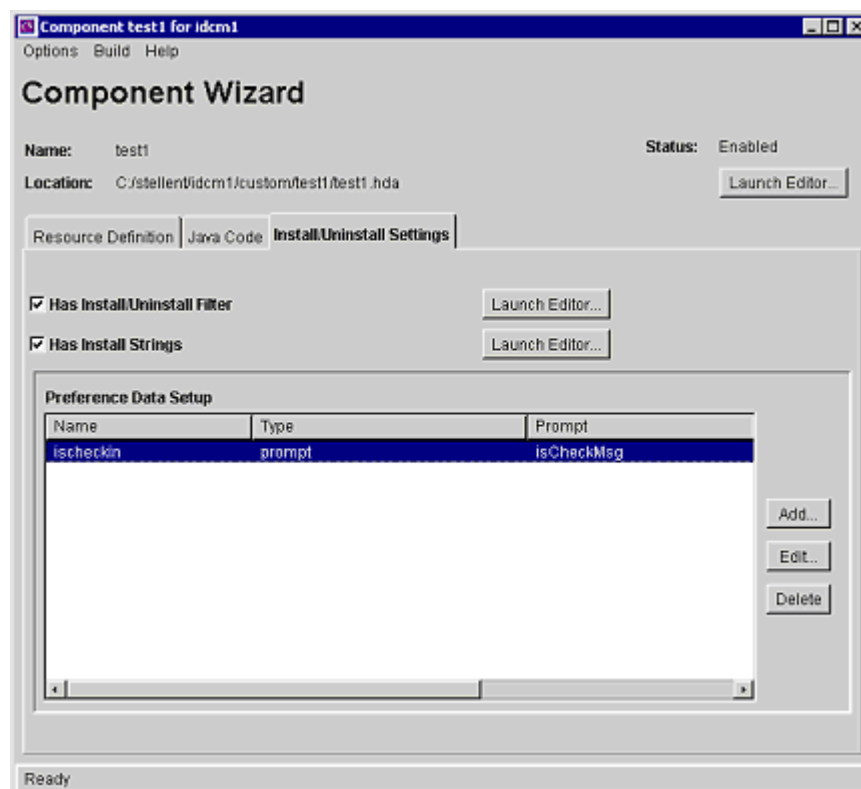 Component test1 for idcm1
Options Build Help
Component Wizard
Name: test1 Status: Enabled
Location: C:/stellent/idcm1/custom/test1/test1.hda Launch Editor...
Resource Definition Java Code Install/Uninstall Settings
Has Install/Uninstall Filter Launch Editor...
Has Install Strings Launch Editor...
Preference Data Setup
Name Type Prompt
ischeckin prompt isCheckMsg
Add...
Edit...
Delete
Ready